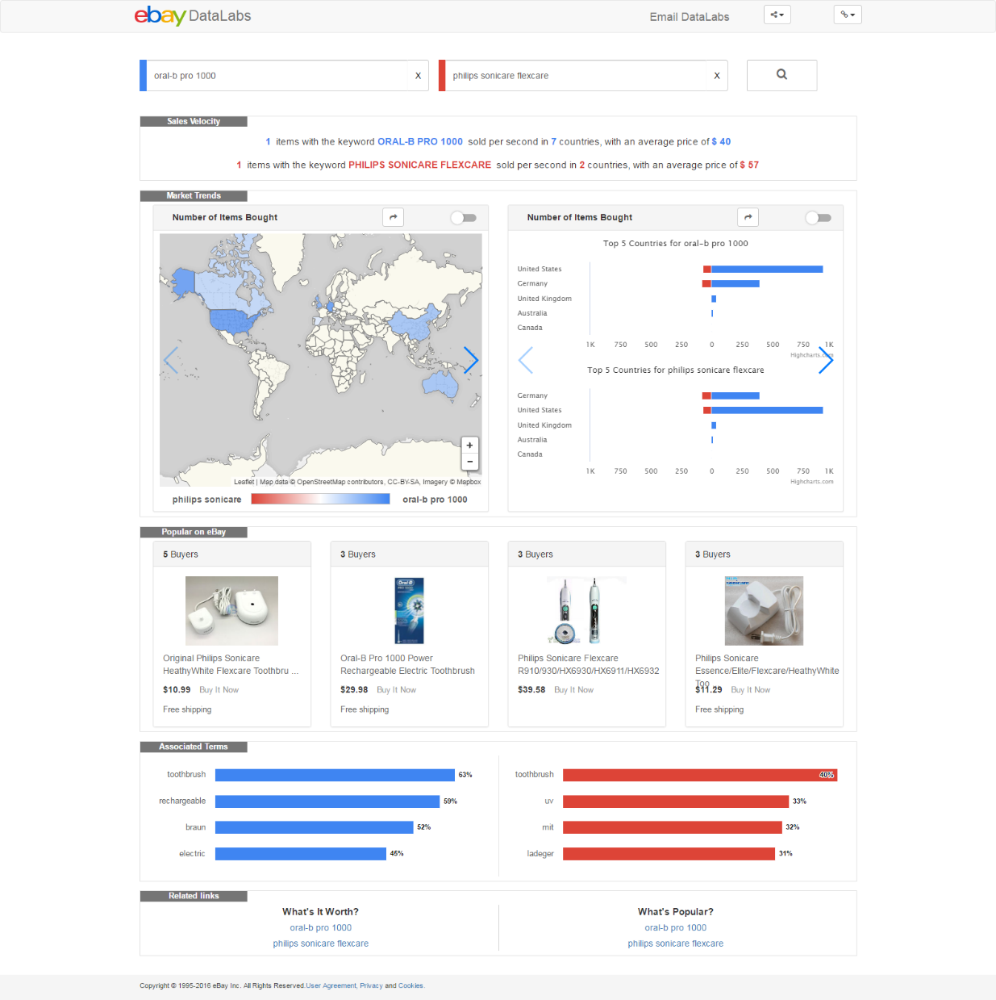 ebay DataLabs
Email DataLabs
oral-b pro 1000 X
philips sonicare flexcare X
Sales Velocity
1 items with the keyword ORAL-B PRO 1000 sold per second in 7 countries, with an average price of $ 40
1 items with the keyword PHILIPS SONICARE FLEXCARE sold per second in 2 countries, with an average price of $ 57
Market Trends
Number of Items Bought
+
−
Leaflet | Map data © OpenStreetMap contributors, CC-BY-SA, Imagery © Mapbox
philips sonicare oral-b pro 1000
Number of Items Bought
Top 5 Countries for oral-b pro 1000
United States
Germany
United Kingdom
Australia
Canada
1K 750 500 250 0 250 500 750 1K
Highcharts.com
Top 5 Countries for philips sonicare flexcare
Germany
United States
United Kingdom
Australia
Canada
1K 750 500 250 0 250 500 750 1K
Highcharts.com
Popular on eBay
5 Buyers
Original Philips Sonicare
HeathyWhite Flexcare Toothbru ...
$10.99 Buy It Now
Free shipping
3 Buyers
Oral-B
Oral-B Pro 1000 Power
Rechargeable Electric Toothbrush
$29.98 Buy It Now
Free shipping
3 Buyers
Philips Sonicare Flexcare
R910/930/HX6930/HX6911/HX6932
$39.58 Buy It Now
3 Buyers
sonicare
Philips Sonicare
Essence/Elite/Flexcare/HeathyWhite
Too
$11.29 Buy It Now
Free shipping
Associated Terms
toothbrush 63%
rechargeable 59%
braun 52%
electric 45%
toothbrush 40%
uv 33%
mit 32%
ladeger 31%
Related links
What's It Worth?
oral-b pro 1000
philips sonicare flexcare
What's Popular?
oral-b pro 1000
philips sonicare flexcare
Copyright © 1995-2016 eBay Inc. All Rights Reserved.User Agreement, Privacy and Cookies.